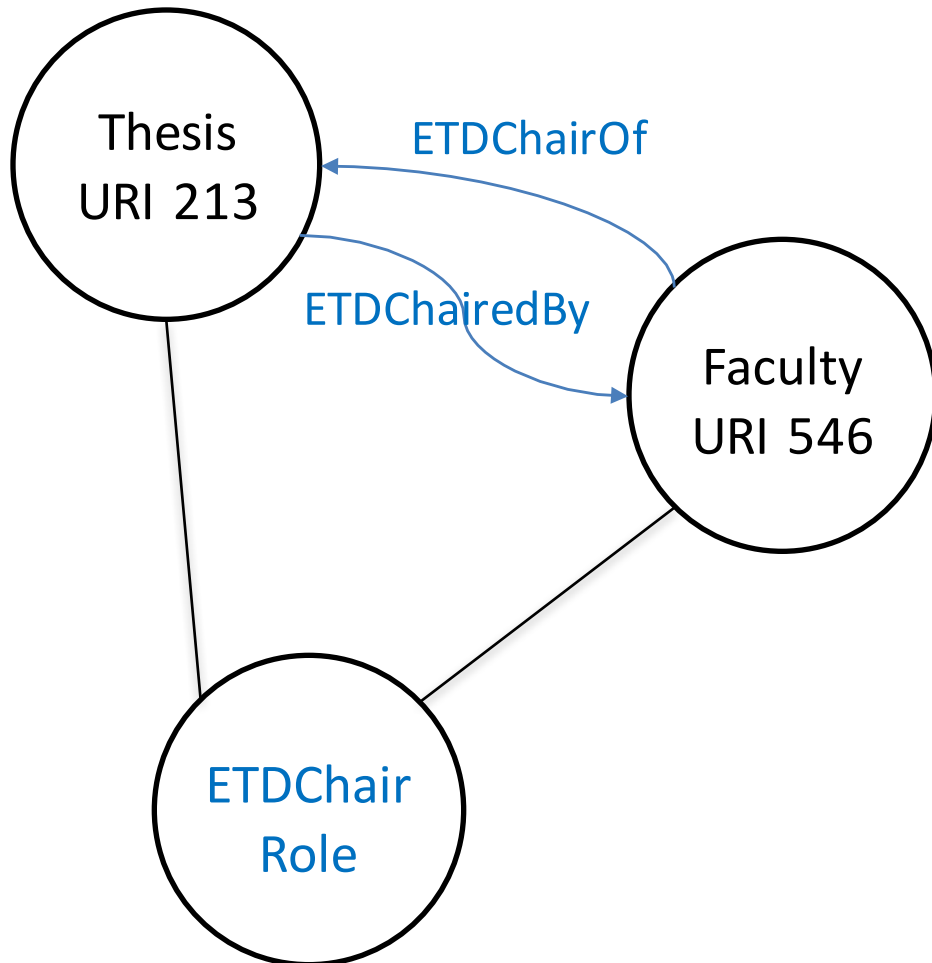 Thesis
URI 213
ETDChairOf
ETDChairedBy
Faculty
URI 546
ETDChair
Role